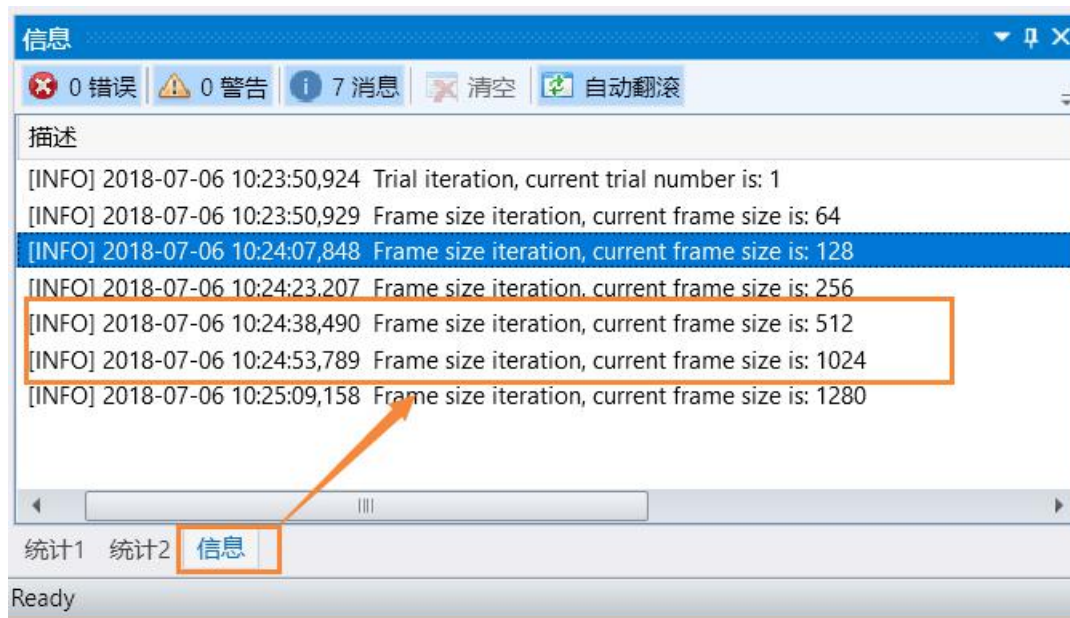 信息
0 错误 0 警告 7 消息 清空 自动翻滚
描述
[INFO] 2018-07-06 10:23:50,924 Trial iteration, current trial number is: 1
[INFO] 2018-07-06 10:23:50,929 Frame size iteration, current frame size is: 64
[INFO] 2018-07-06 10:24:07,848 Frame size iteration, current frame size is: 128
[INFO] 2018-07-06 10:24:23,207 Frame size iteration, current frame size is: 256
[INFO] 2018-07-06 10:24:38,490 Frame size iteration, current frame size is: 512
[INFO] 2018-07-06 10:24:53,789 Frame size iteration, current frame size is: 1024
[INFO] 2018-07-06 10:25:09,158 Frame size iteration, current frame size is: 1280
统计1 统计2 信息
Ready